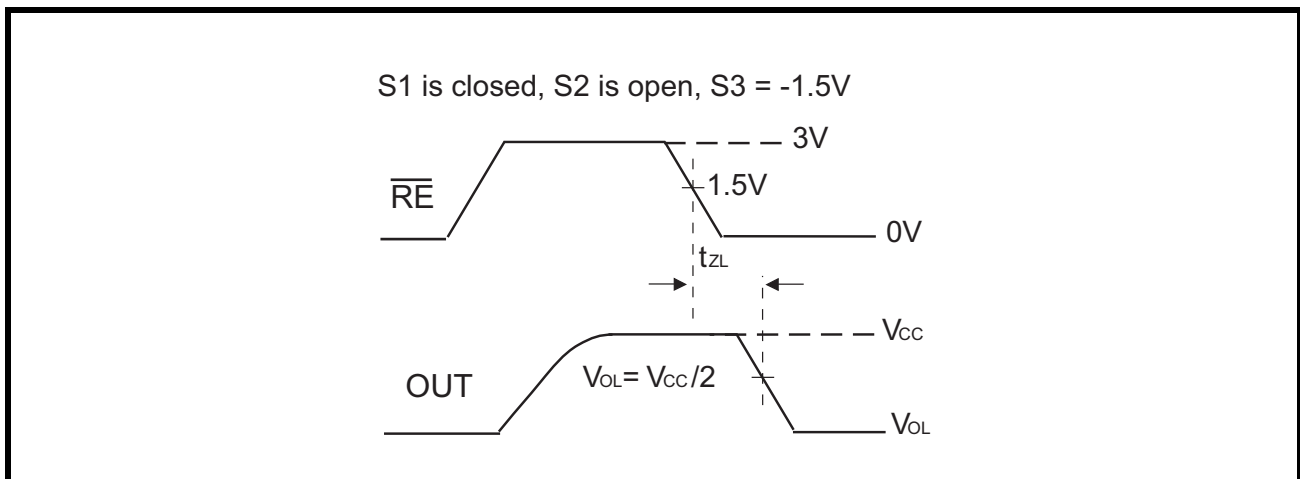 S1 is closed, S2 is open, S3 = -1.5V
3V
R̅E̅
1.5V
0V
tZL
VCC
OUT
VOL= VCC/2
VOL